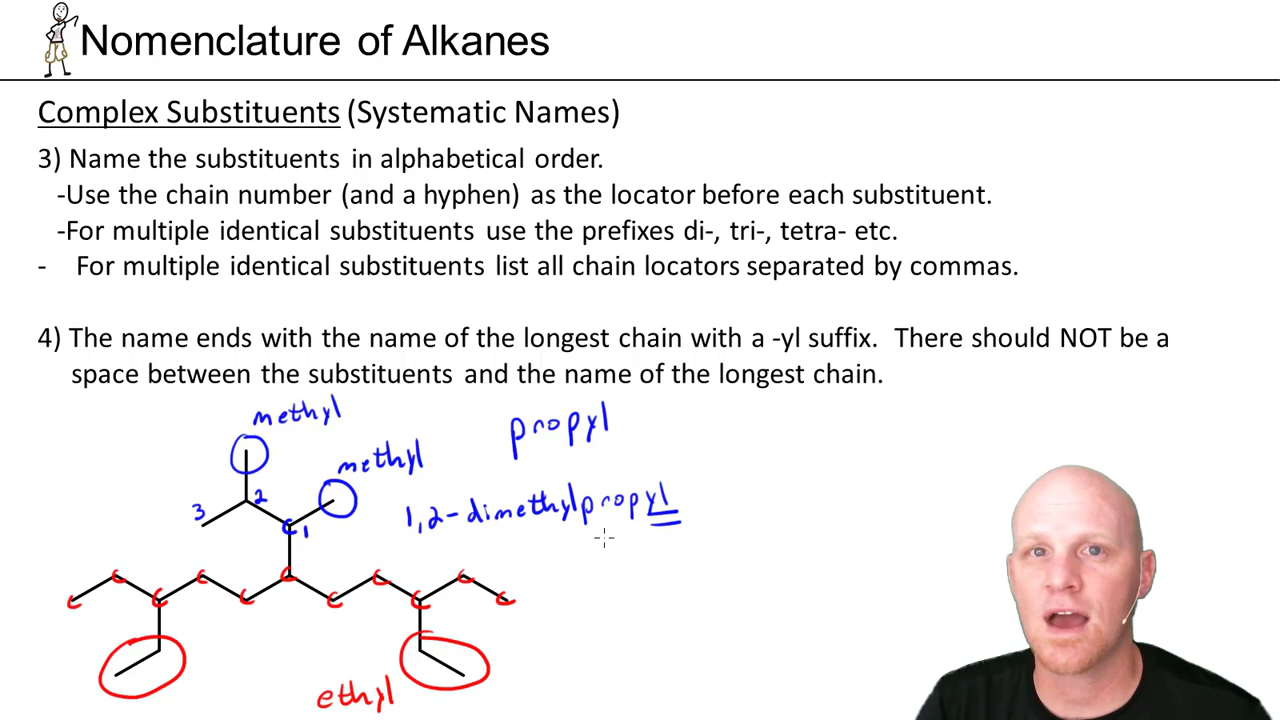 Nomenclature of Alkanes
Complex Substituents (Systematic Names)
3) Name the substituents in alphabetical order.
-Use the chain number (and a hyphen) as the locator before each substituent.
-For multiple identical substituents use the prefixes di-, tri-, tetra- etc.
- For multiple identical substituents list all chain locators separated by commas.
4) The name ends with the name of the longest chain with a -yl suffix. There should NOT be a
space between the substituents and the name of the longest chain.
methyl
propyl
methyl
3 2
1,2-dimethylpropyl
C 1
C C C C C
C C C C C C
ethyl